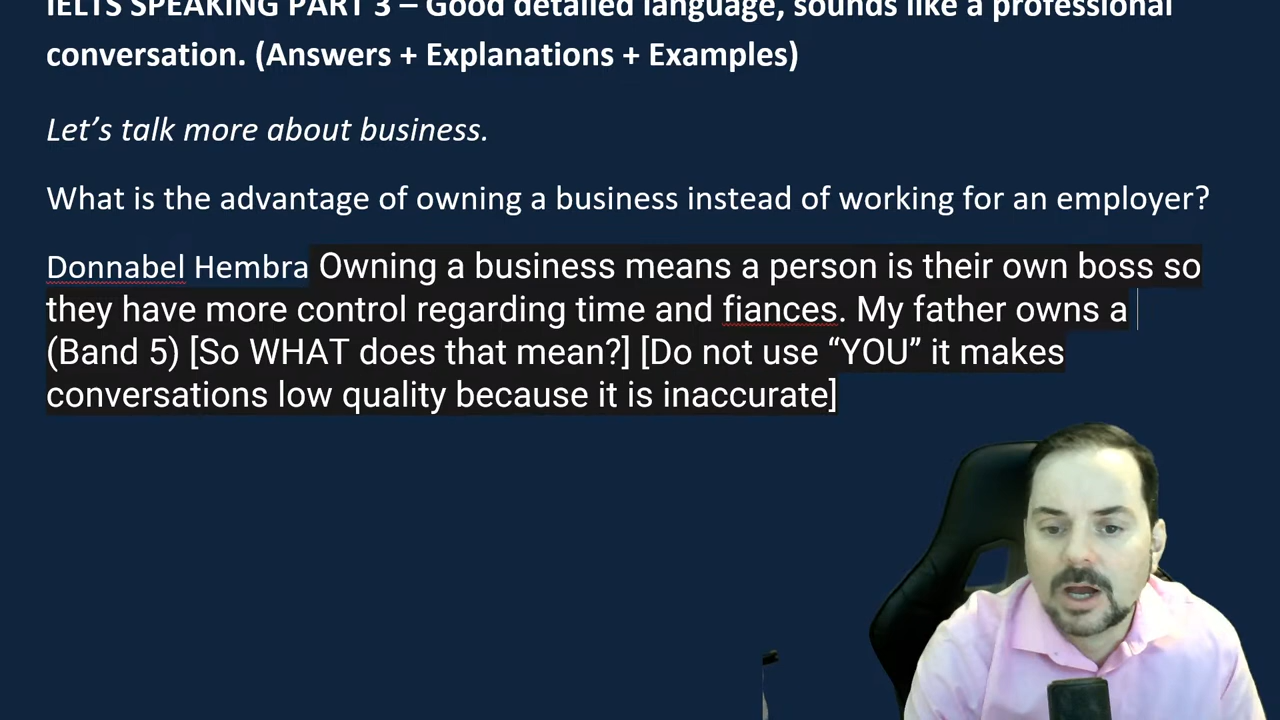 IELTS SPEAKING PART 3 – Good detailed language, sounds like a professional
conversation. (Answers + Explanations + Examples)
Let’s talk more about business.
What is the advantage of owning a business instead of working for an employer?
Donnabel Hembra Owning a business means a person is their own boss so
they have more control regarding time and fiances. My father owns a
(Band 5) [So WHAT does that mean?] [Do not use “YOU” it makes
conversations low quality because it is inaccurate]